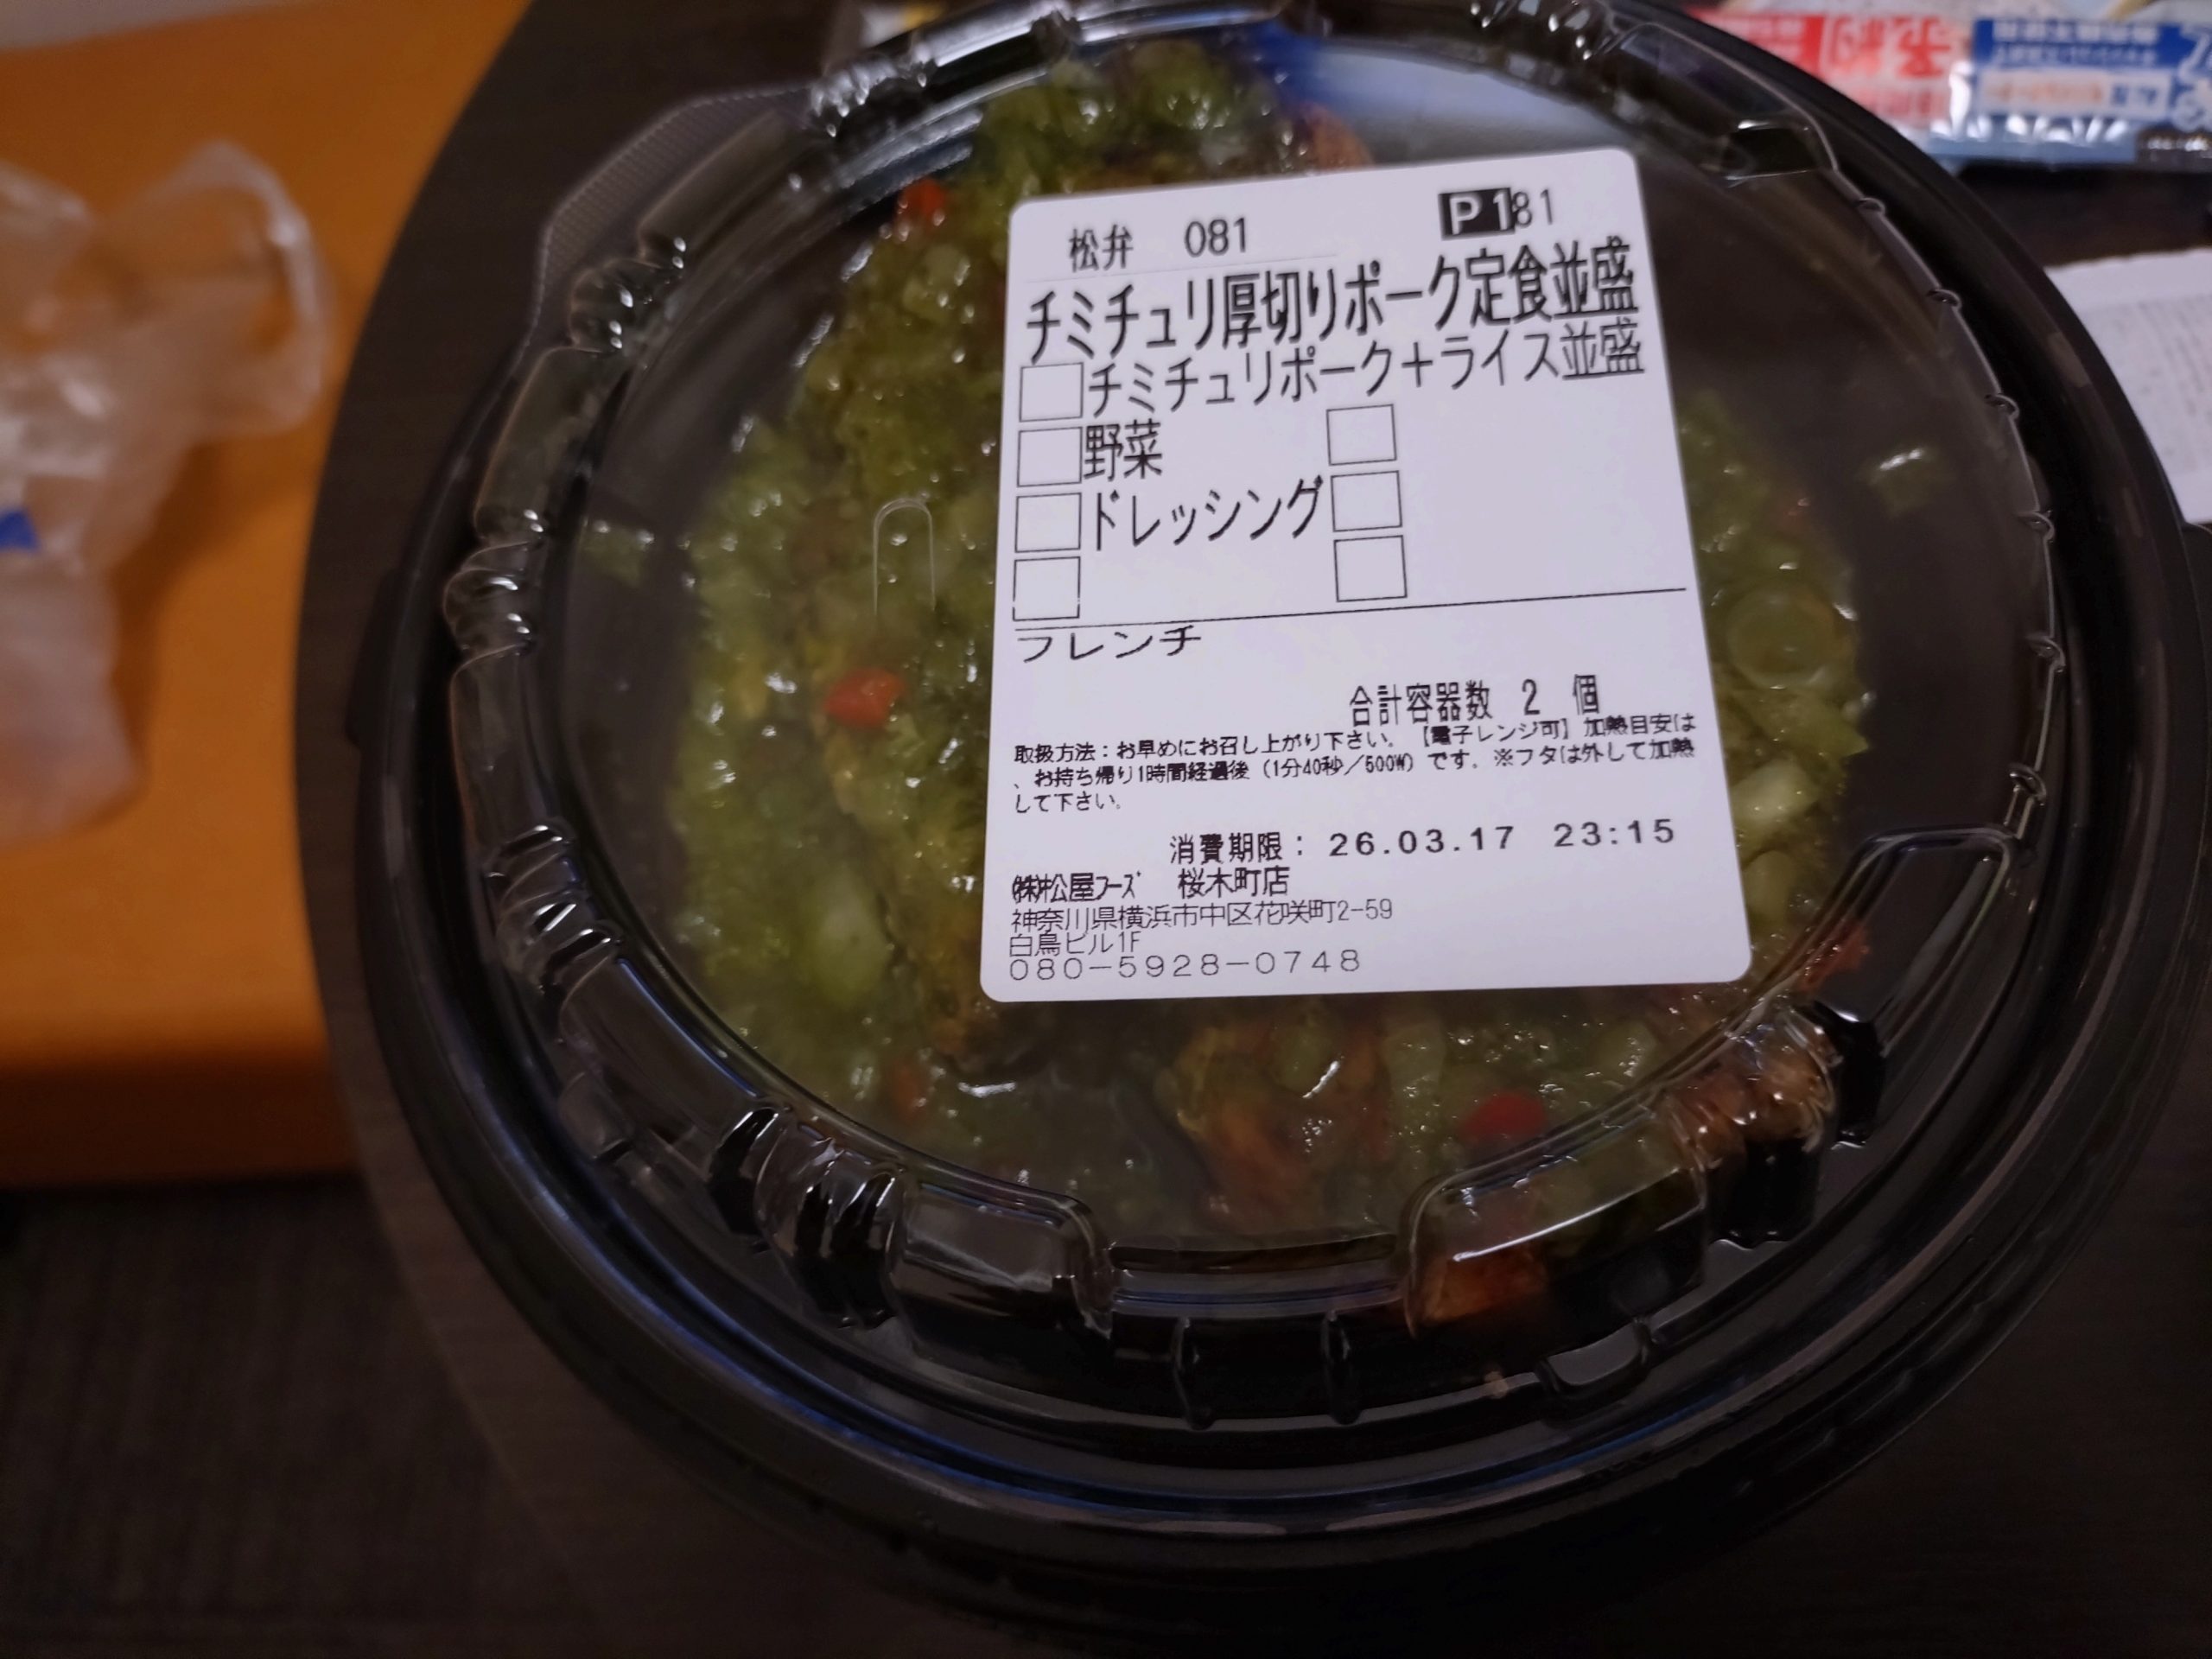 松弁 081 P181
チミチュリ厚切りポーク定食並盛
チミチュリポーク+ライス並盛
野菜
ドレッシング
フレンチ
合計容器数 2 個
取扱方法:お早めにお召し上がり下さい。【電子レンジ可】加熱目安は
、お持ち帰り1時間経過後(1分40秒/500W)です。※フタは外して加熱
して下さい。
消費期限: 26.03.17 23:15
㈱松屋フーズ 桜木町店
神奈川県横浜市中区花咲町2-59
白鳥ビル1F
080-5928-0748
予約